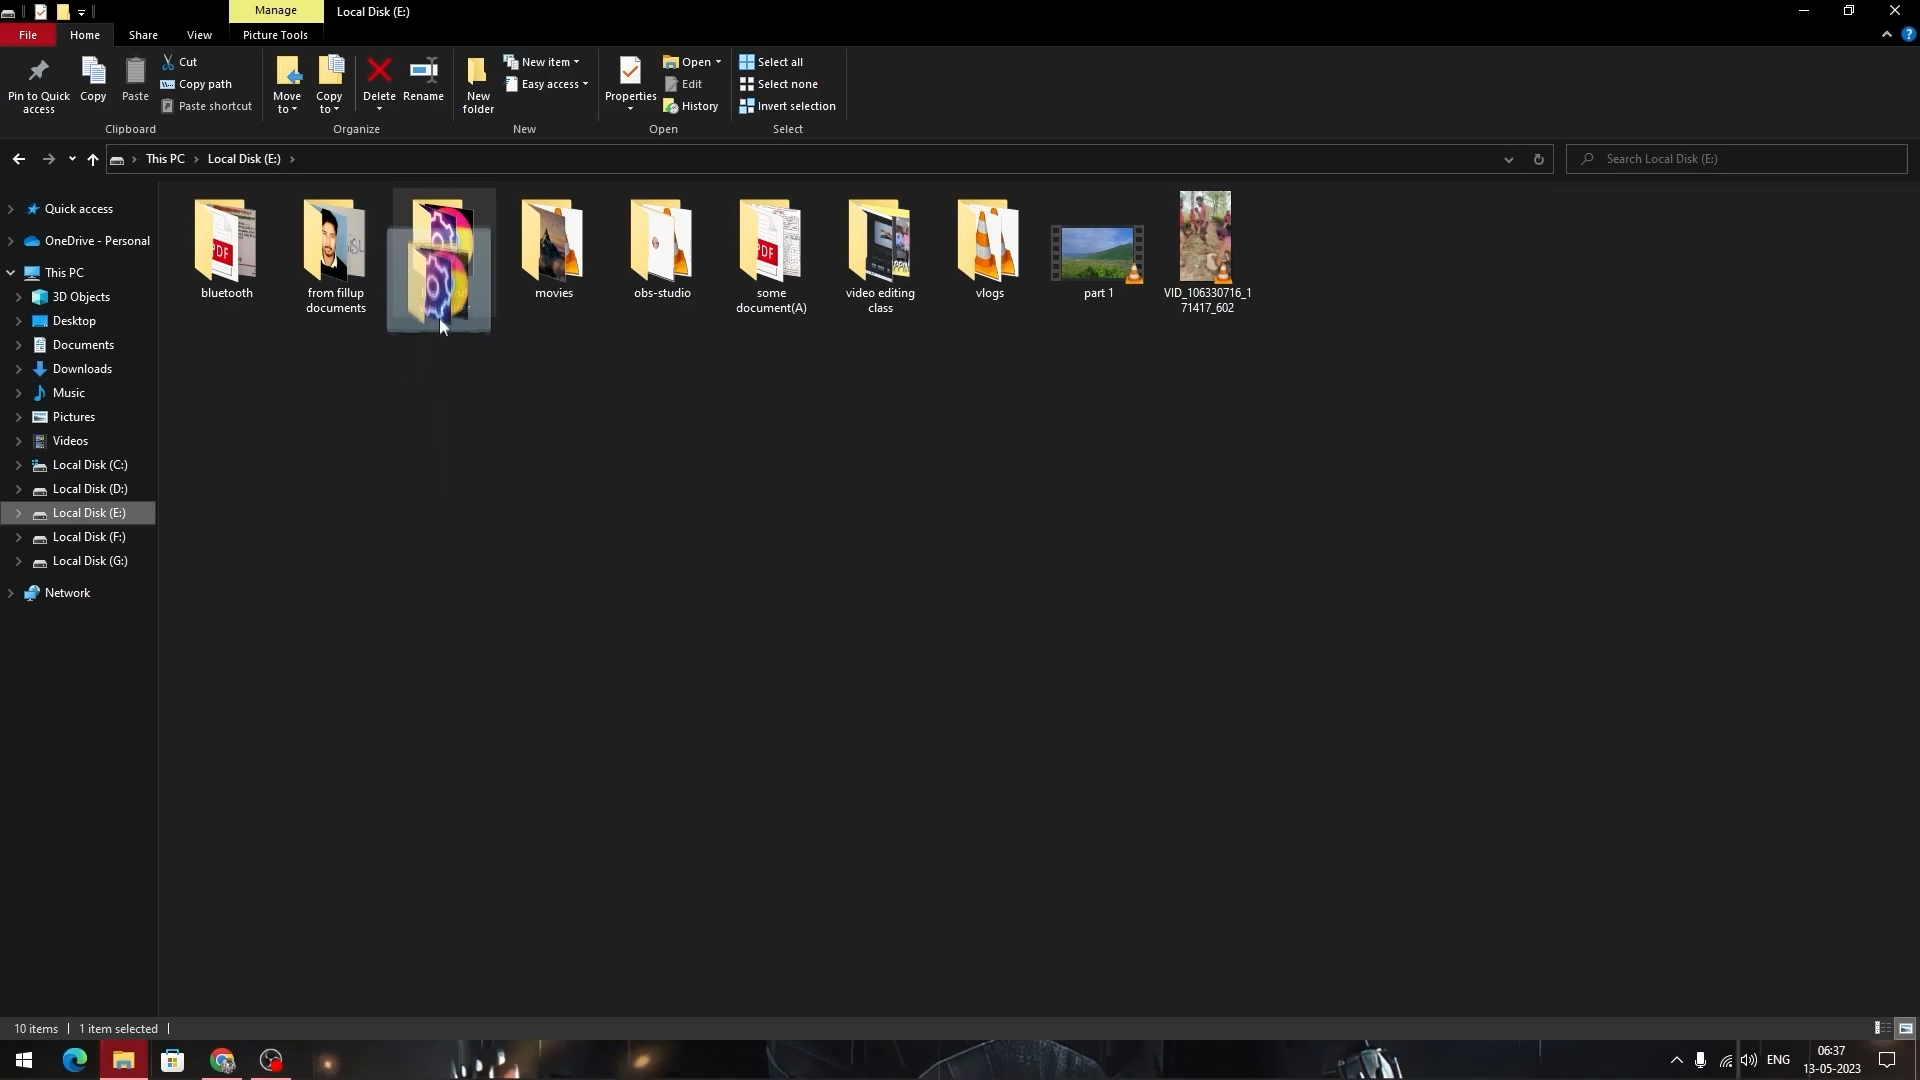 Manage
Local Disk (E:)
File
Home
Share
View
Picture Tools
Pin to Quick
access
Copy
Paste
Cut
Copy path
Paste shortcut
Clipboard
Move
to
Copy
to
Delete
Rename
Organize
New
folder
New item
Easy access
New
Properties
Open
Edit
History
Open
Select all
Select none
Invert selection
Select
This PC
Local Disk (E:)
Search Local Disk (E:)
Quick access
OneDrive - Personal
This PC
3D Objects
Desktop
Documents
Downloads
Music
Pictures
Videos
Local Disk (C:)
Local Disk (D:)
Local Disk (E:)
Local Disk (F:)
Local Disk (G:)
Network
PDF
bluetooth
from fillup
documents
movies
obs-studio
PDF
some
document(A)
video editing
class
vlogs
part 1
VID_106330716_1
71417_602
10 items
1 item selected
ENG
06:37
13-05-2023